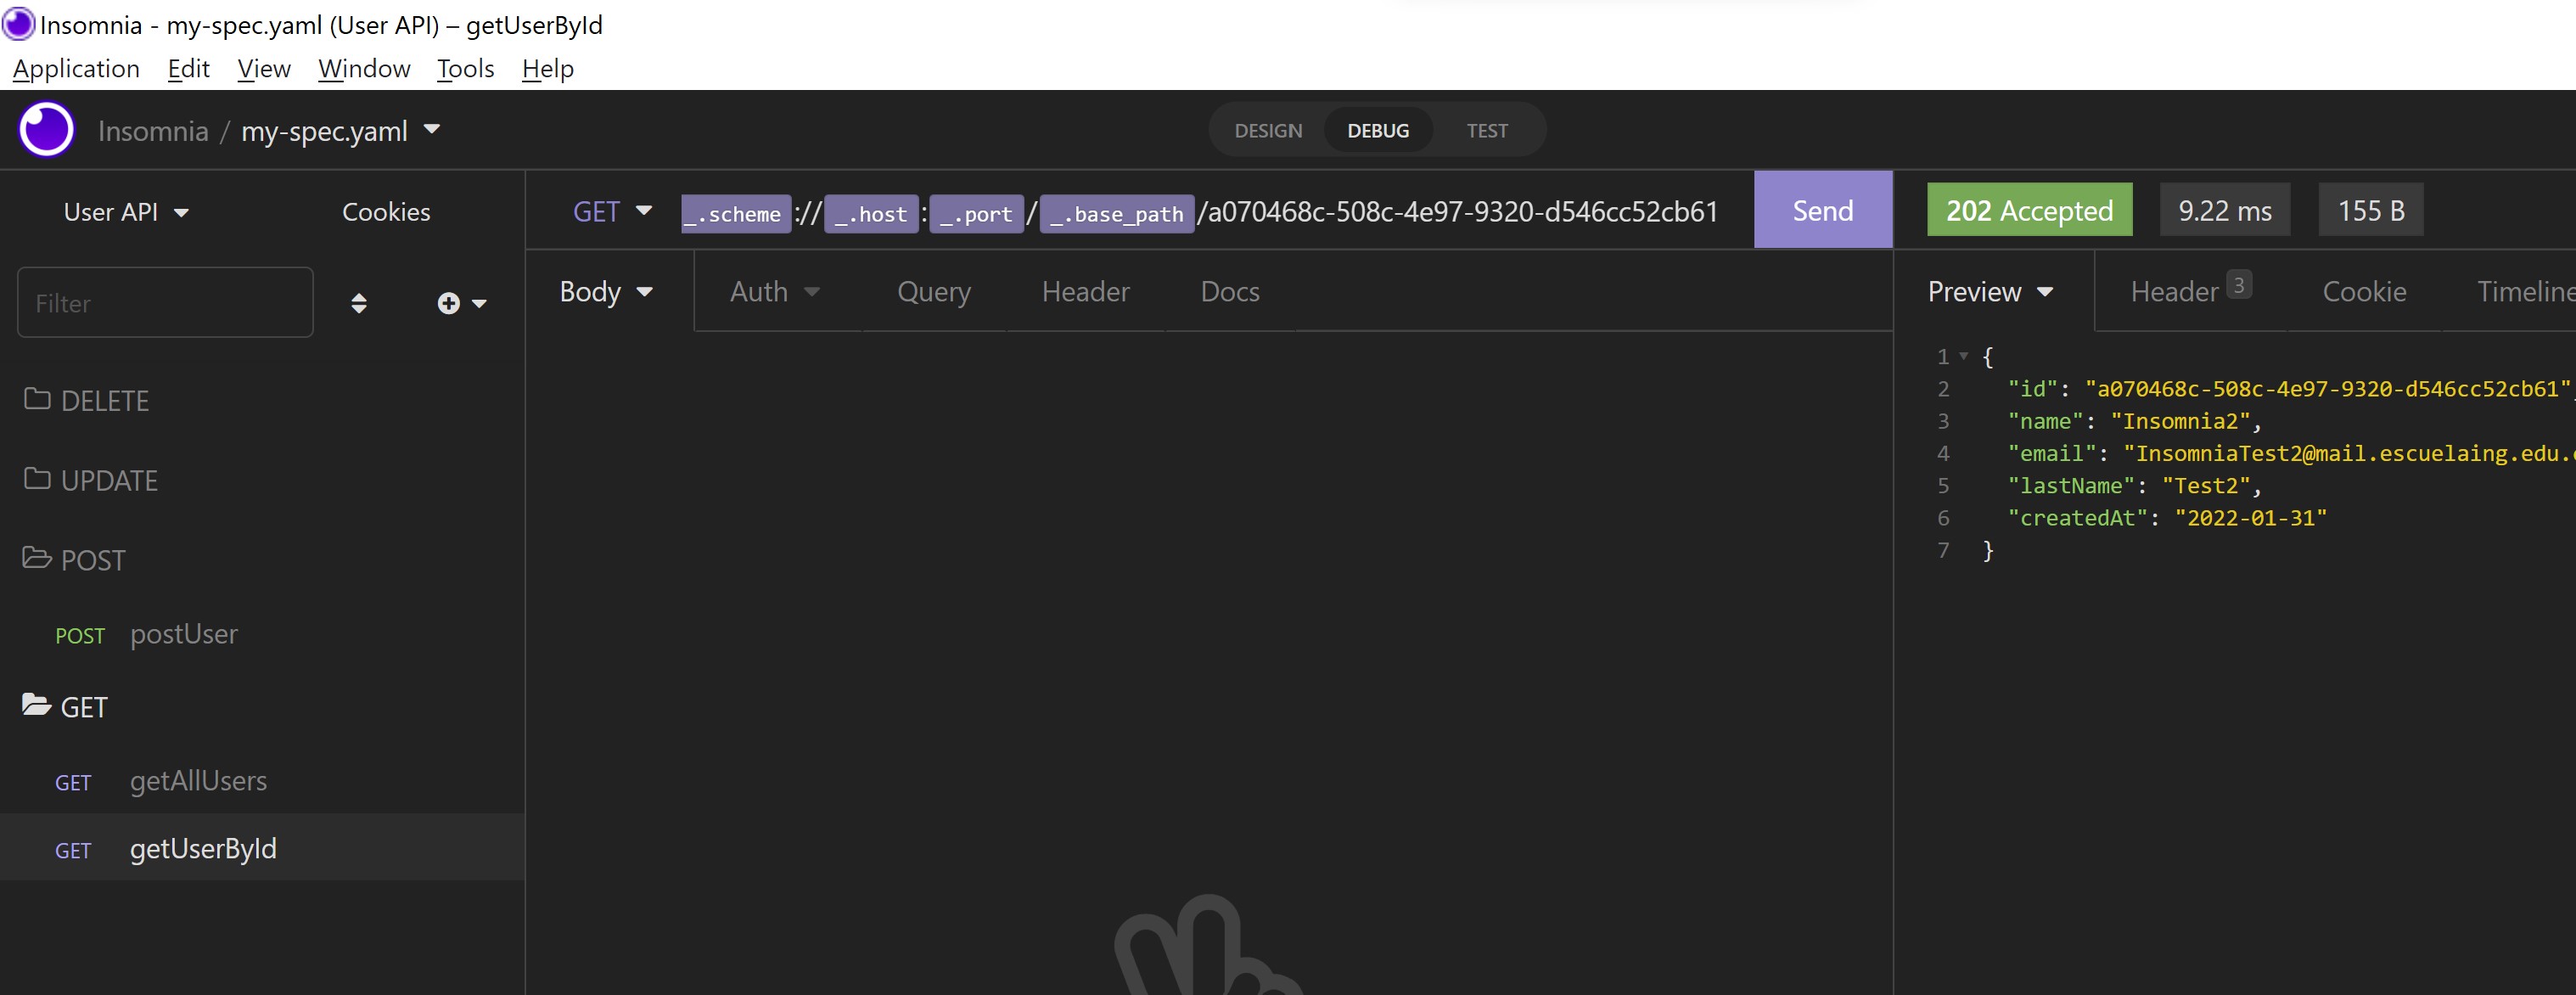 Insomnia - my-spec.yaml (User API) – getUserById
Application Edit View Window Tools Help
Insomnia / my-spec.yaml
DESIGN DEBUG TEST
User API Cookies
GET _.scheme :// _.host : _.port / _.base_path /a070468c-508c-4e97-9320-d546cc52cb61 Send
202 Accepted 9.22 ms 155 B
Filter
Body Auth Query Header Docs
Preview Header 3 Cookie Timeline
1 {
2 "id": "a070468c-508c-4e97-9320-d546cc52cb61",
3 "name": "Insomnia2",
4 "email": "InsomniaTest2@mail.escuelaing.edu.
5 "lastName": "Test2",
6 "createdAt": "2022-01-31"
7 }
DELETE
UPDATE
POST
POST postUser
GET
GET getAllUsers
GET getUserById